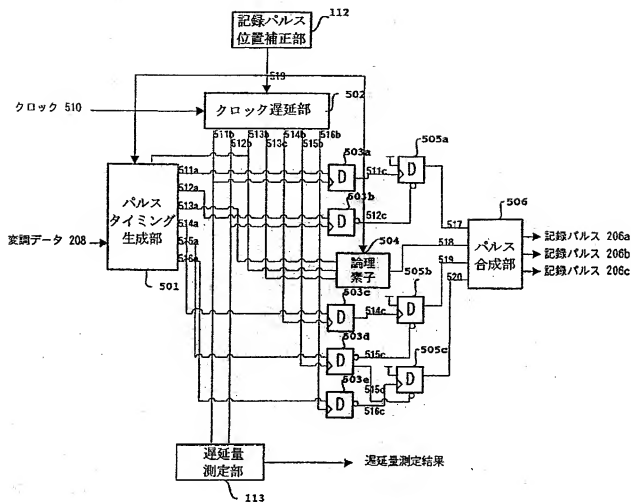 記録パルス
位置補正部
112
519
クロック 510
クロック遅延部
502
511b
512b
513b
513c
514b
515b
516b
503a
505a
511a
511c
512a
503b
パルス
タイミング
生成部
513a
512c
506
514a
504
517
変調データ 208
515a
518
パルス
合成部
記録パルス 206a
516a
論理
素子
505b
519
記録パルス 206b
501
520
記録パルス 206c
503c
514c
503d
505c
515c
503e
515d
516c
D
D
D
D
D
D
D
D
遅延量
測定部
遅延量測定結果
113